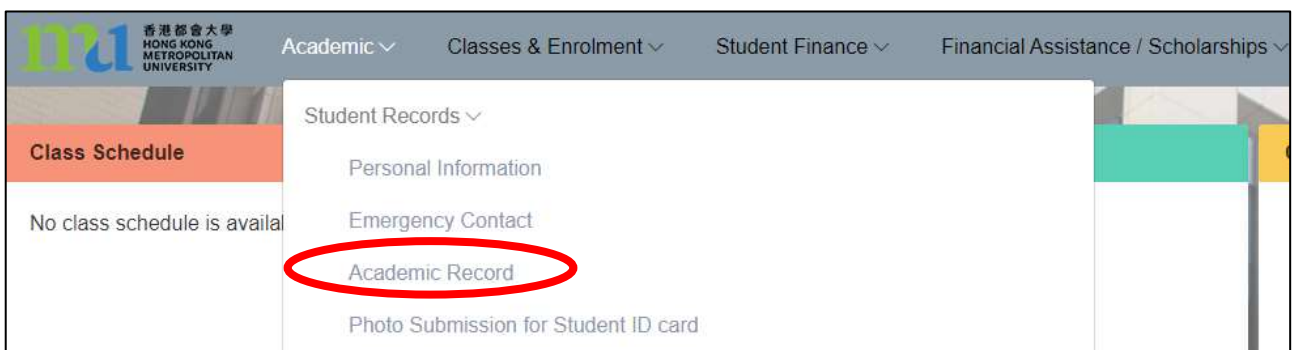 mu
香港都會大學
HONG KONG
METROPOLITAN
UNIVERSITY
Academic
Classes & Enrolment
Student Finance
Financial Assistance / Scholarships
Student Records
Class Schedule
Personal Information
No class schedule is availa
Emergency Contact
Academic Record
Photo Submission for Student ID card